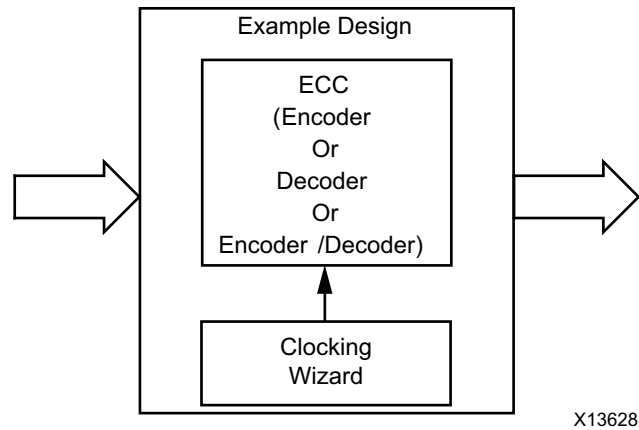 Example Design
ECC
(Encoder
Or
Decoder
Or
Encoder /Decoder)
Clocking
Wizard
X13628